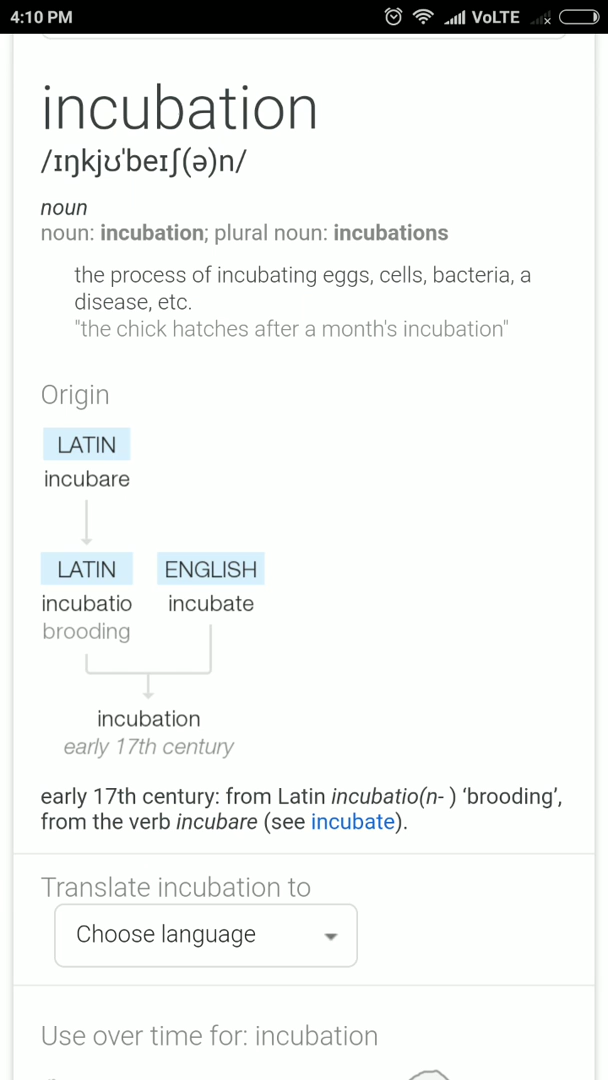 4:10 PM VoLTE
incubation
/ɪŋkjʊˈbeɪʃ(ə)n/
noun
noun: incubation; plural noun: incubations
the process of incubating eggs, cells, bacteria, a
disease, etc.
"the chick hatches after a month's incubation"
Origin
LATIN
incubare
LATIN ENGLISH
incubatio incubate
brooding
incubation
early 17th century
early 17th century: from Latin incubatio(n- ) ‘brooding’,
from the verb incubare (see incubate).
Translate incubation to
Choose language
Use over time for: incubation